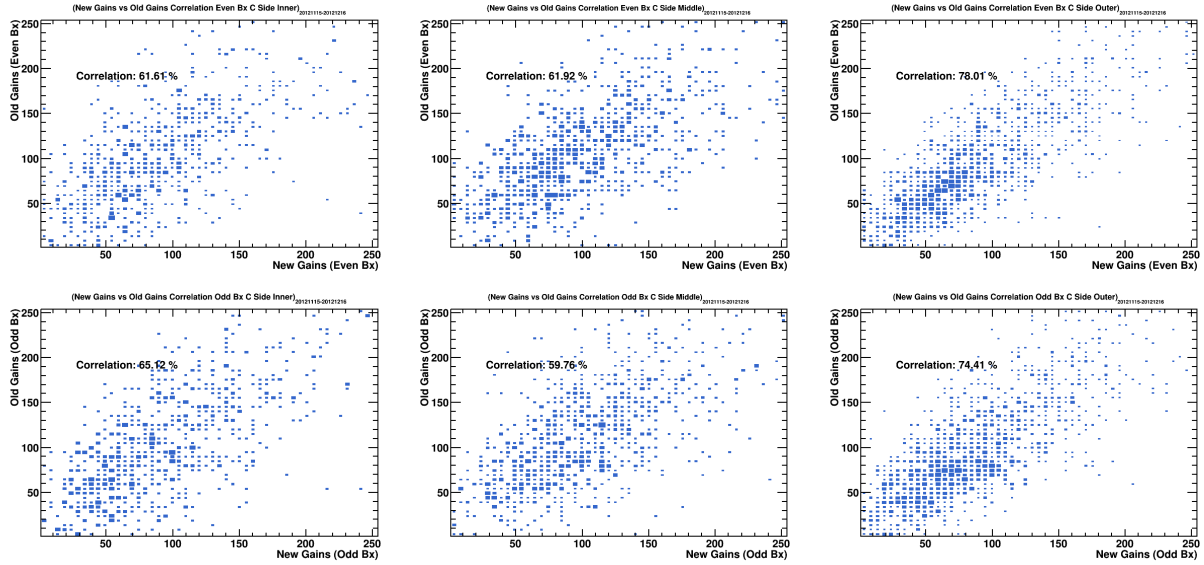 (New Gains vs Old Gains Correlation Even Bx C Side Inner)20121115-20121216
Old Gains (Even Bx)
250
200
150
100
50
Correlation: 61.61 %
50 100 150 200 250
New Gains (Even Bx)
(New Gains vs Old Gains Correlation Even Bx C Side Middle)20121115-20121216
Old Gains (Even Bx)
250
200
150
100
50
Correlation: 61.92 %
50 100 150 200 250
New Gains (Even Bx)
(New Gains vs Old Gains Correlation Even Bx C Side Outer)20121115-20121216
Old Gains (Even Bx)
250
200
150
100
50
Correlation: 78.01 %
50 100 150 200 250
New Gains (Even Bx)
(New Gains vs Old Gains Correlation Odd Bx C Side Inner)20121115-20121216
Old Gains (Odd Bx)
250
200
150
100
50
Correlation: 65.12 %
50 100 150 200 250
New Gains (Odd Bx)
(New Gains vs Old Gains Correlation Odd Bx C Side Middle)20121115-20121216
Old Gains (Odd Bx)
250
200
150
100
50
Correlation: 59.76 %
50 100 150 200 250
New Gains (Odd Bx)
(New Gains vs Old Gains Correlation Odd Bx C Side Outer)20121115-20121216
Old Gains (Odd Bx)
250
200
150
100
50
Correlation: 74.41 %
50 100 150 200 250
New Gains (Odd Bx)